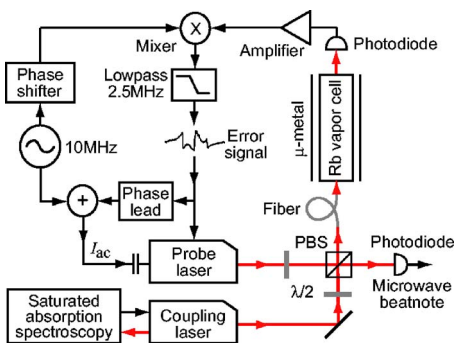 X
Mixer
Amplifier
Photodiode
Phase
shifter
Lowpass
2.5MHz
μ-metal
Rb vapor cell
10MHz
Error
signal
Fiber
+
Phase
lead
PBS
Photodiode
Iac
Probe
laser
Microwave
beatnote
λ/2
Saturated
absorption
spectroscopy
Coupling
laser